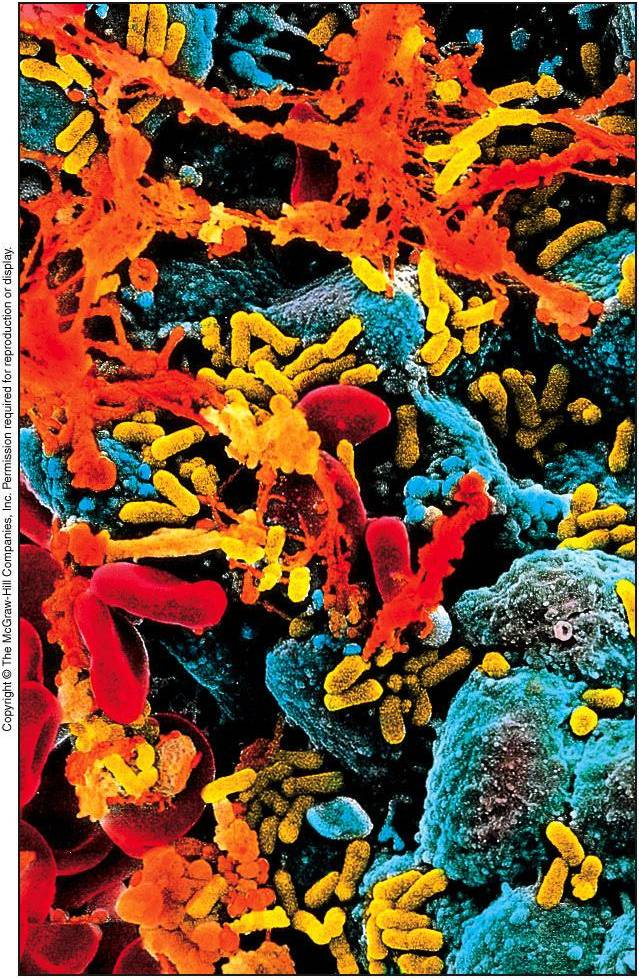 Copyright © The McGraw-Hill Companies, Inc. Permission required for reproduction or display.